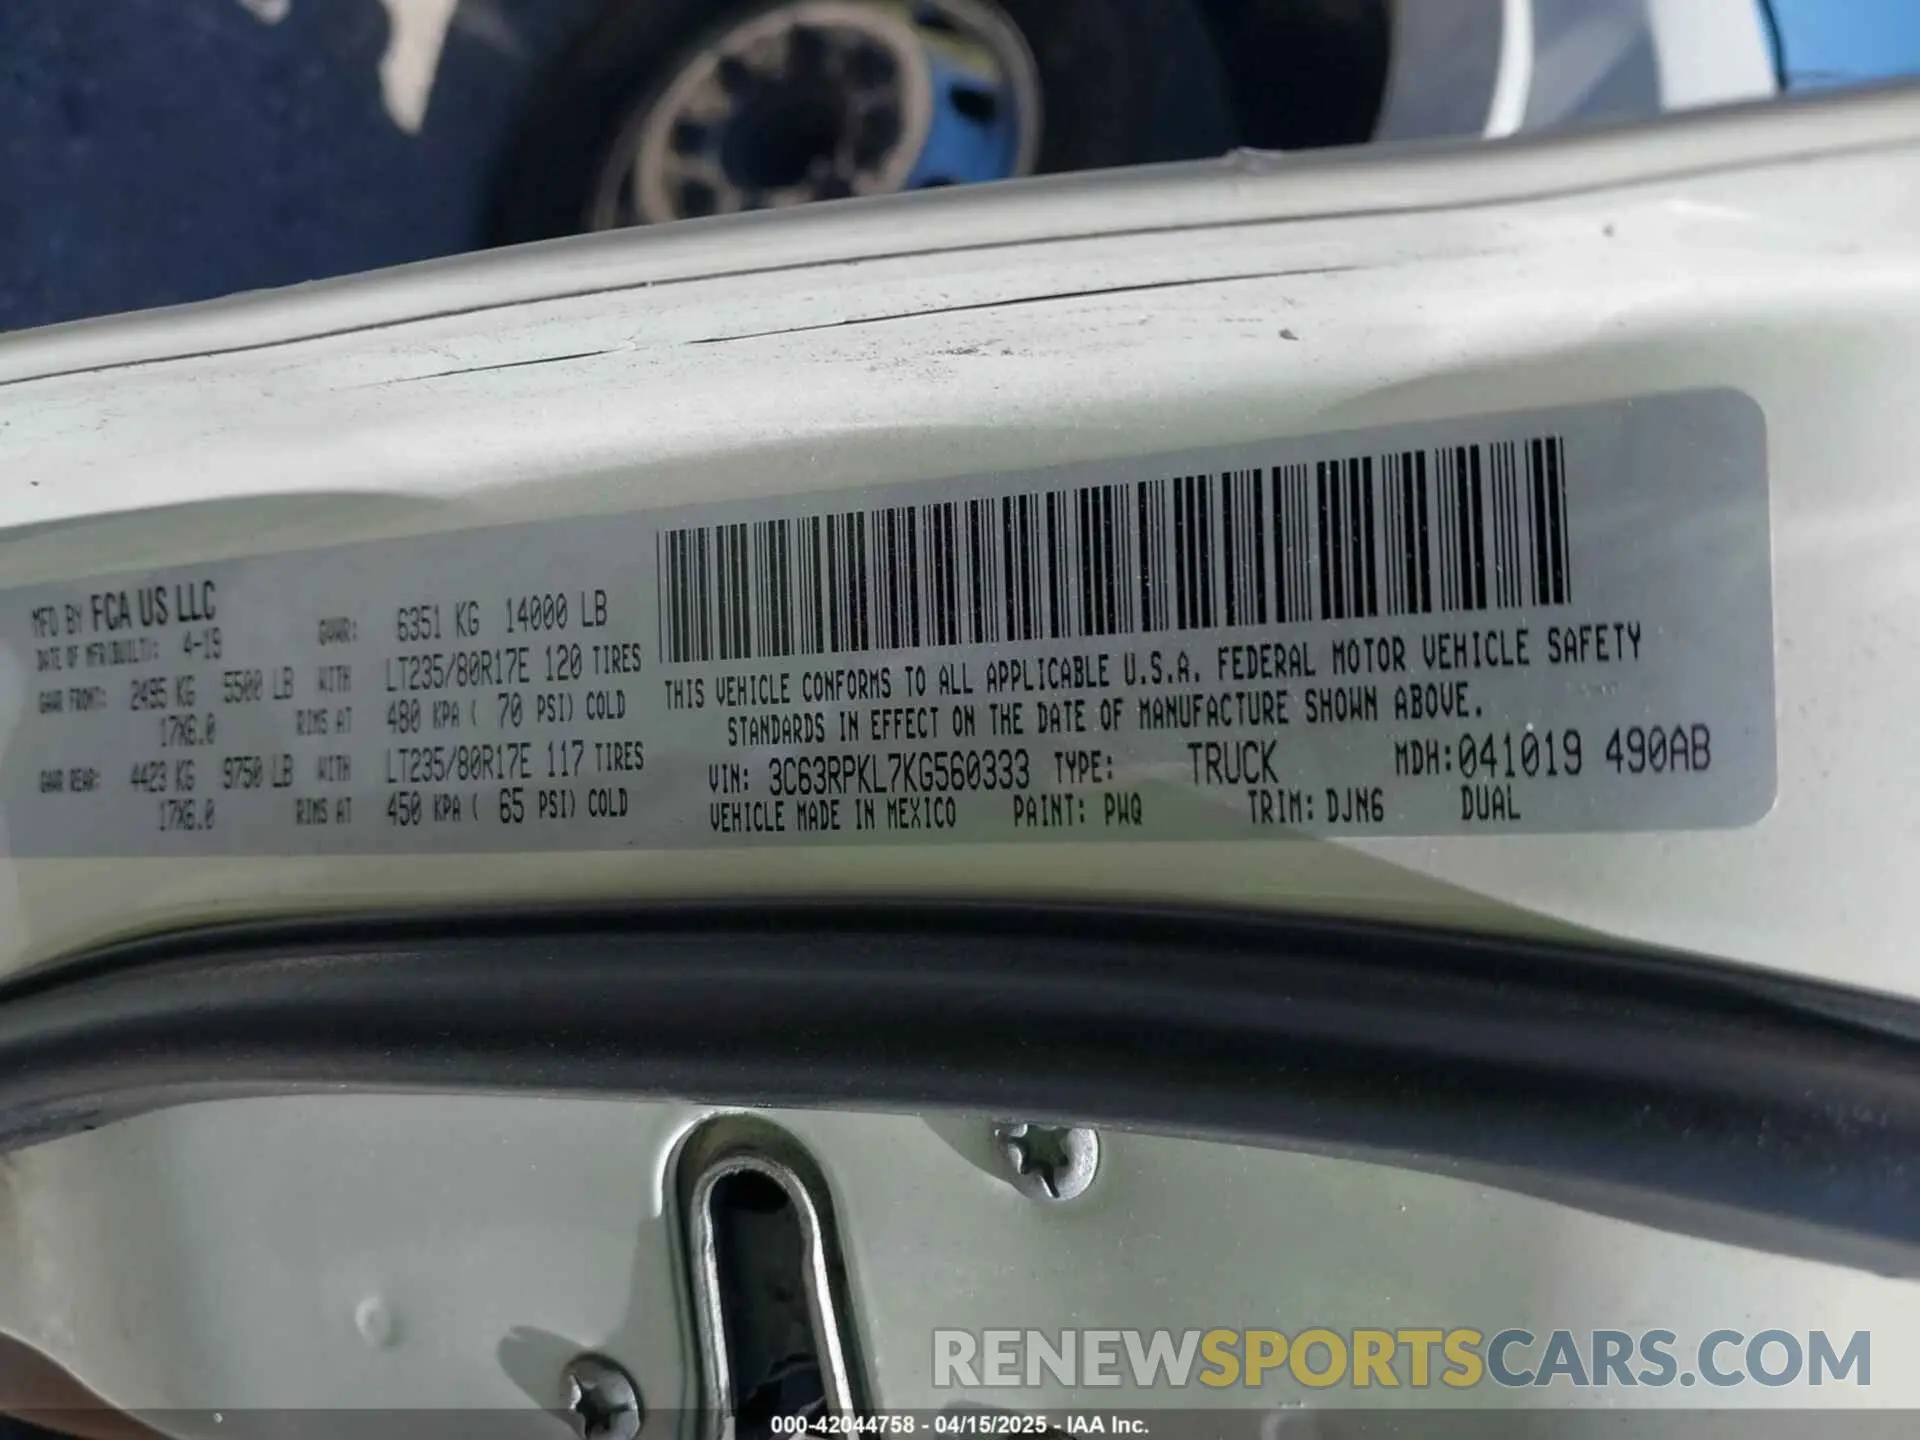 MFD BY FCA US LLC
DATE OF MFR(BUILT): 4-19 GVWR: 6351 KG 14000 LB
GAWR FRONT: 2495 KG 5500 LB WITH LT235/80R17E 120 TIRES
17X6.0 RIMS AT 480 KPA ( 70 PSI) COLD
GAWR REAR: 4423 KG 9750 LB WITH LT235/80R17E 117 TIRES
17X6.0 RIMS AT 450 KPA ( 65 PSI) COLD
THIS VEHICLE CONFORMS TO ALL APPLICABLE U.S.A. FEDERAL MOTOR VEHICLE SAFETY
STANDARDS IN EFFECT ON THE DATE OF MANUFACTURE SHOWN ABOVE.
VIN: 3C63RPKL7KG560333 TYPE: TRUCK MDH:041019 490AB
VEHICLE MADE IN MEXICO PAINT: PWQ TRIM: DJN6 DUAL
RENEWSPORTSCARS.COM
000-42044758 - 04/15/2025 - IAA Inc.